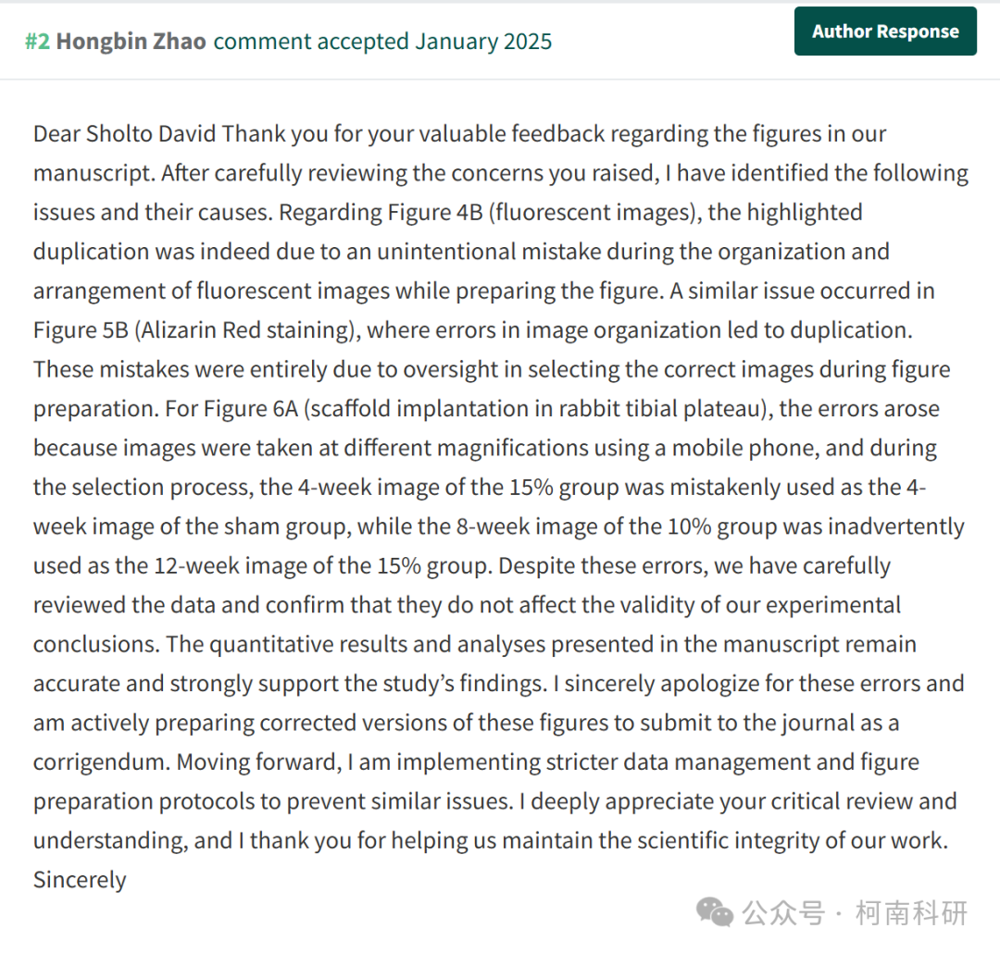 #2 Hongbin Zhao comment accepted January 2025
Author Response
Dear Sholto David Thank you for your valuable feedback regarding the figures in our
manuscript. After carefully reviewing the concerns you raised, I have identified the following
issues and their causes. Regarding Figure 4B (fluorescent images), the highlighted
duplication was indeed due to an unintentional mistake during the organization and
arrangement of fluorescent images while preparing the figure. A similar issue occurred in
Figure 5B (Alizarin Red staining), where errors in image organization led to duplication.
These mistakes were entirely due to oversight in selecting the correct images during figure
preparation. For Figure 6A (scaffold implantation in rabbit tibial plateau), the errors arose
because images were taken at different magnifications using a mobile phone, and during
the selection process, the 4-week image of the 15% group was mistakenly used as the 4-
week image of the sham group, while the 8-week image of the 10% group was inadvertently
used as the 12-week image of the 15% group. Despite these errors, we have carefully
reviewed the data and confirm that they do not affect the validity of our experimental
conclusions. The quantitative results and analyses presented in the manuscript remain
accurate and strongly support the study’s findings. I sincerely apologize for these errors and
am actively preparing corrected versions of these figures to submit to the journal as a
corrigendum. Moving forward, I am implementing stricter data management and figure
preparation protocols to prevent similar issues. I deeply appreciate your critical review and
understanding, and I thank you for helping us maintain the scientific integrity of our work.
Sincerely
公众号 · 柯南科研